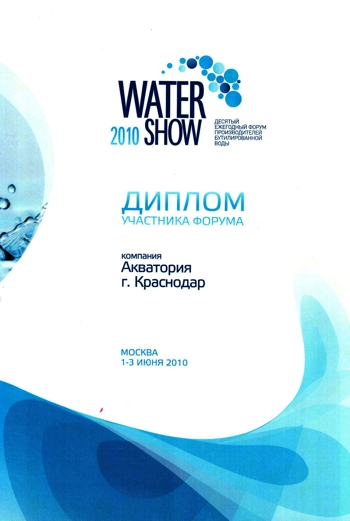 WATER
2010 SHOW
ДЕСЯТЫЙ
ЕЖЕГОДНЫЙ ФОРУМ
ПРОИЗВОДИТЕЛЕЙ
БУТИЛИРОВАННОЙ
ВОДЫ
ДИПЛОМ
УЧАСТНИКА ФОРУМА
компания
Акватория
г. Краснодар
МОСКВА
1-3 ИЮНЯ 2010